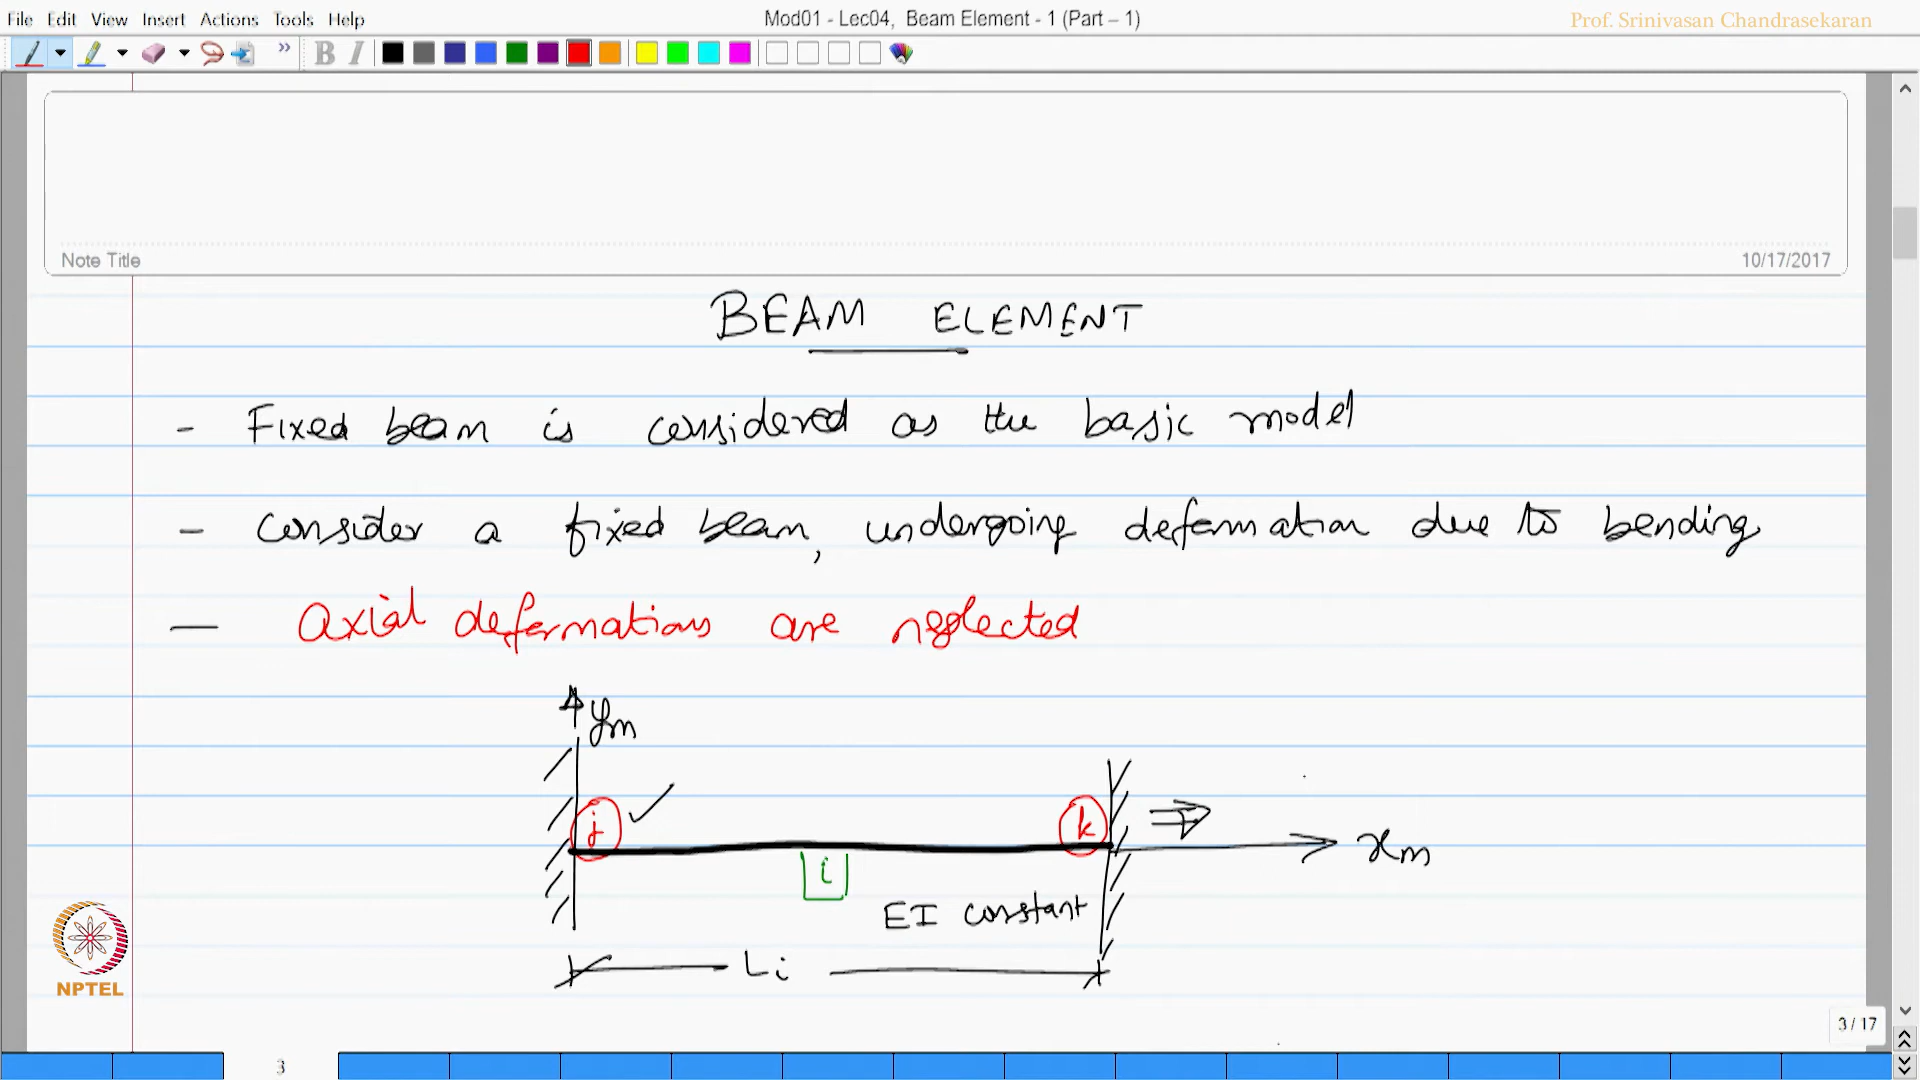 File Edit View Insert Actions Tools Help
Mod01 - Lec04, Beam Element - 1 (Part – 1)
Prof. Srinivasan Chandrasekaran
B I
Note Title
10/17/2017
BEAM ELEMENT
- Fixed beam is considered as the basic model
- Consider a fixed beam, undergoing deformation due to bending
- Axial deformations are neglected
ym
j
k
xm
i
EI constant
Li
NPTEL
3 / 17
3